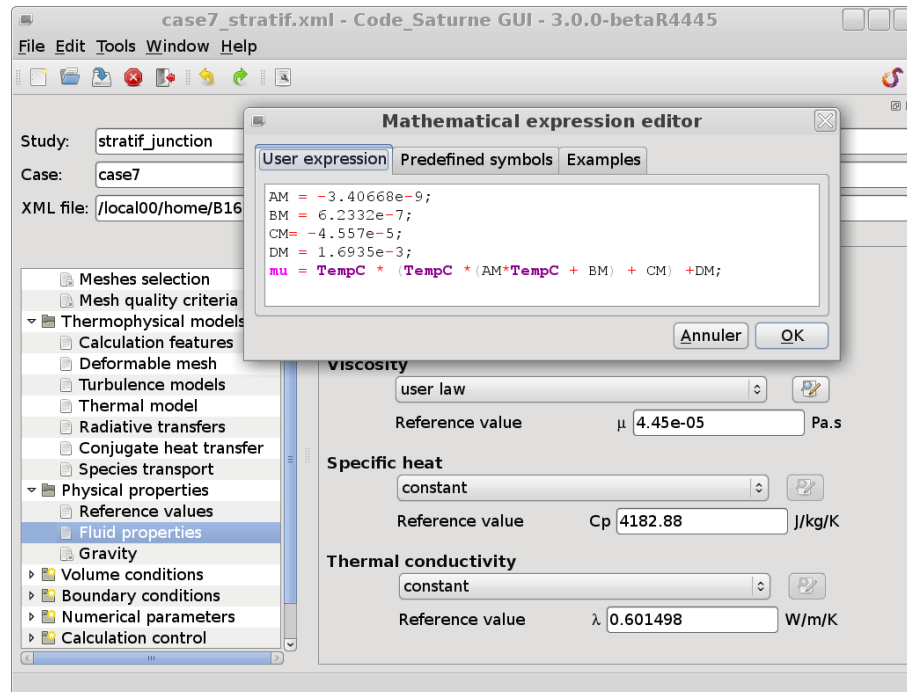 case7_stratif.xml - Code_Saturne GUI - 3.0.0-betaR4445
File Edit Tools Window Help
Study: stratif_junction
Case: case7
XML file: /local00/home/B16
Mathematical expression editor
User expression Predefined symbols Examples
AM = -3.40668e-9;
BM = 6.2332e-7;
CM= -4.557e-5;
DM = 1.6935e-3;
mu = TempC * (TempC *(AM*TempC + BM) + CM) +DM;
Annuler OK
Meshes selection
Mesh quality criteria
Thermophysical models
Calculation features
Deformable mesh
Turbulence models
Thermal model
Radiative transfers
Conjugate heat transfer
Species transport
Physical properties
Reference values
Fluid properties
Gravity
Volume conditions
Boundary conditions
Numerical parameters
Calculation control
Viscosity
user law
Reference value μ 4.45e-05 Pa.s
Specific heat
constant
Reference value Cp 4182.88 J/kg/K
Thermal conductivity
constant
Reference value λ 0.601498 W/m/K